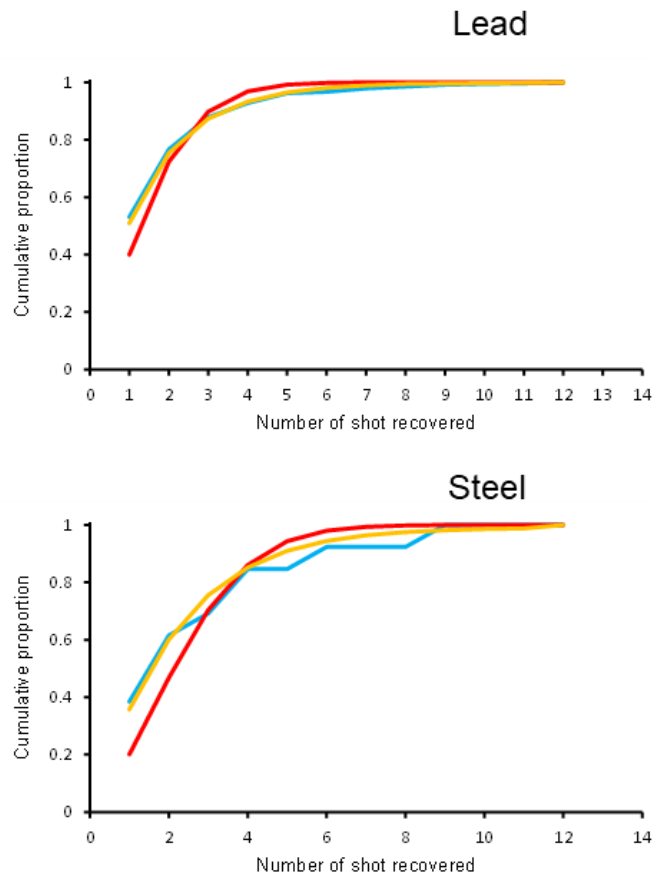 Lead
1
0.8
0.6
0.4
0.2
0
Cumulative proportion
0 1 2 3 4 5 6 7 8 9 10 11 12 13 14
Number of shot recovered
Steel
1
0.8
0.6
0.4
0.2
0
Cumulative proportion
0 2 4 6 8 10 12 14
Number of shot recovered